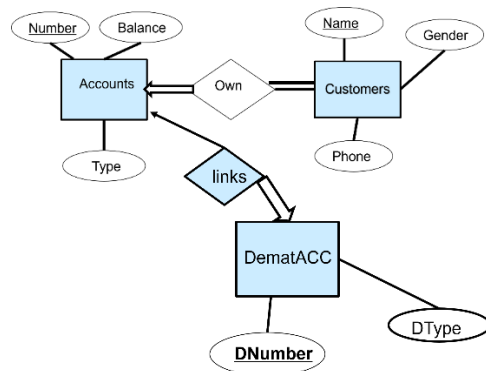 Number
Balance
Name
Gender
Accounts
Own
Customers
Type
Phone
links
DematACC
DType
DNumber